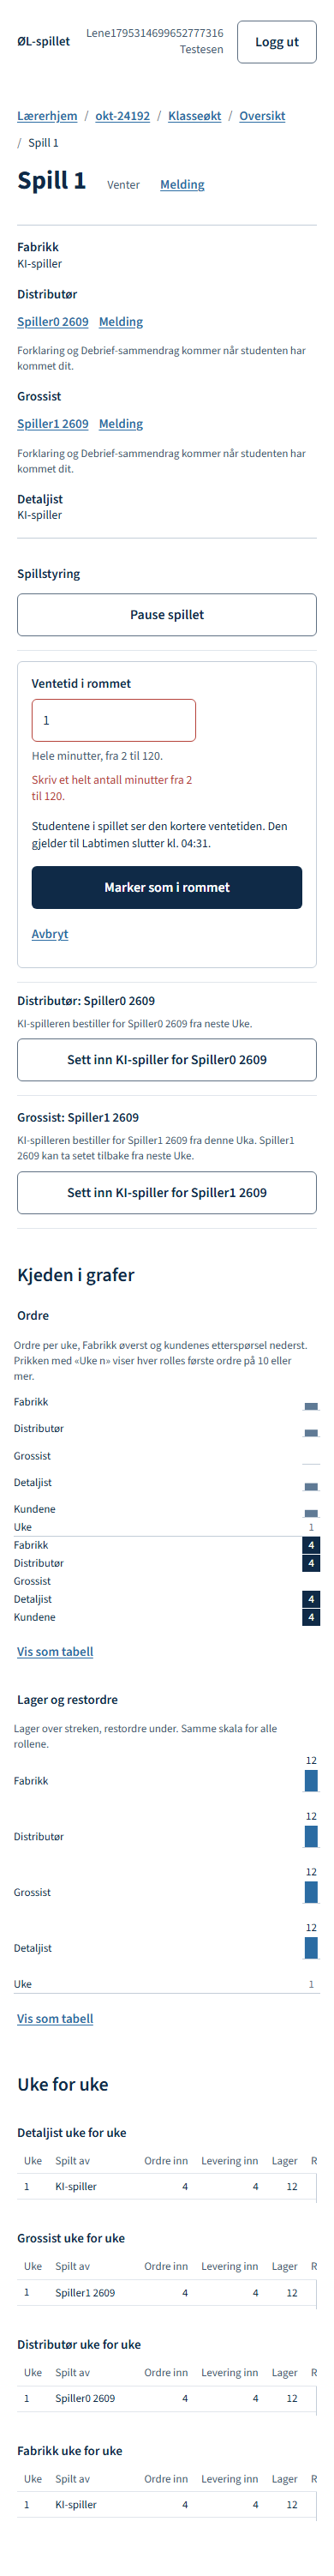 ØL-spillet
Lene1795314699652777316
Testesen
Logg ut
Lærerhjem / okt-24192 / Klasseøkt / Oversikt
/ Spill 1
Spill 1 Venter Melding
Fabrikk
KI-spiller
Distributør
Spiller0 2609 Melding
Forklaring og Debrief-sammendrag kommer når studenten har
kommet dit.
Grossist
Spiller1 2609 Melding
Forklaring og Debrief-sammendrag kommer når studenten har
kommet dit.
Detaljist
KI-spiller
Spillstyring
Pause spillet
Ventetid i rommet
1
Hele minutter, fra 2 til 120.
Skriv et helt antall minutter fra 2
til 120.
Studentene i spillet ser den kortere ventetiden. Den
gjelder til Labtimen slutter kl. 04:31.
Marker som i rommet
Avbryt
Distributør: Spiller0 2609
KI-spilleren bestiller for Spiller0 2609 fra neste Uke.
Sett inn KI-spiller for Spiller0 2609
Grossist: Spiller1 2609
KI-spilleren bestiller for Spiller1 2609 fra denne Uka. Spiller1
2609 kan ta setet tilbake fra neste Uke.
Sett inn KI-spiller for Spiller1 2609
Kjeden i grafer
Ordre
Ordre per uke, Fabrikk øverst og kundenes etterspørsel nederst.
Prikken med «Uke n» viser hver rolles første ordre på 10 eller
mer.
Fabrikk
Distributør
Grossist
Detaljist
Kundene
Uke 1
Fabrikk 4
Distributør 4
Grossist
Detaljist 4
Kundene 4
Vis som tabell
Lager og restordre
Lager over streken, restordre under. Samme skala for alle
rollene.
12
Fabrikk
12
Distributør
12
Grossist
12
Detaljist
Uke 1
Vis som tabell
Uke for uke
Detaljist uke for uke
Uke Spilt av Ordre inn Levering inn Lager R
1 KI-spiller 4 4 12
Grossist uke for uke
Uke Spilt av Ordre inn Levering inn Lager R
1 Spiller1 2609 4 4 12
Distributør uke for uke
Uke Spilt av Ordre inn Levering inn Lager R
1 Spiller0 2609 4 4 12
Fabrikk uke for uke
Uke Spilt av Ordre inn Levering inn Lager R
1 KI-spiller 4 4 12